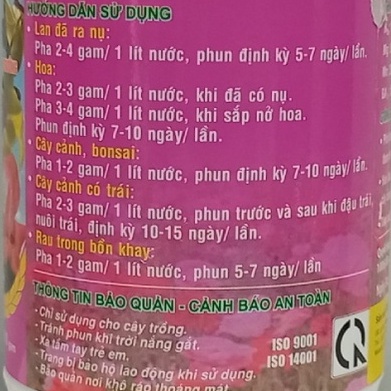 HƯỚNG DẪN SỬ DỤNG
• Lan đã ra nụ:
Pha 2-4 gam/ 1 lít nước, phun định kỳ 5-7 ngày/ lần.
• Hoa:
Pha 2-3 gam/ 1 lít nước, khi đã có nụ.
Pha 3-4 gam/ 1 lít nước, khi sắp nở hoa.
Phun định kỳ 7-10 ngày/ lần.
• Cây cảnh, bonsai:
Pha 1-2 gam/ 1 lít nước, phun định kỳ 7-10 ngày/ lần.
• Cây cảnh có trái:
Pha 2-3 gam/ 1 lít nước, phun trước và sau khi đậu trái,
nuôi trái, định kỳ 10-15 ngày/ lần.
• Rau trong bồn khay:
Pha 1-2 gam/ 1 lít nước, phun 5-7 ngày/ lần
THÔNG TIN BẢO QUẢN - CẢNH BÁO AN TOÀN
- Chỉ sử dụng cho cây trồng.
- Tránh phun khi trời nắng gắt.
- Xa tầm tay trẻ em.
- Trang bị bảo hộ lao động khi sử dụng.
- Bảo quản nơi khô ráo thoáng mát
ISO 9001
ISO 14001